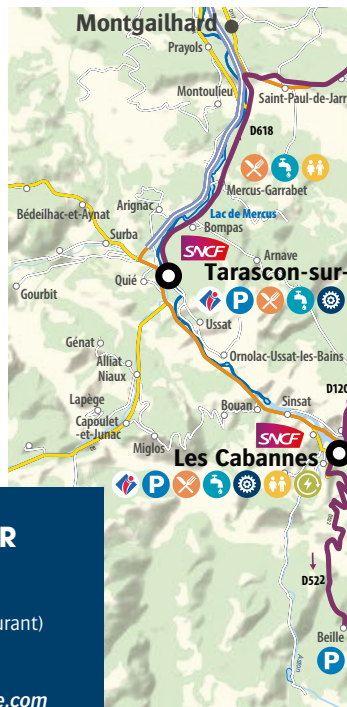 Montgailhard
Prayols
Montoulieu
Saint-Paul-de-Jarr
D618
Mercus-Garrabet
Lac de Mercus
Arignac
Bédeilhac-et-Aynat
Bompas
Surba
SNCF
Arnave
Tarascon-sur-
Quié
Gourbit
P
Ussat
Génat
Ornolac-Ussat-les-Bains
Alliat
Niaux
D120
Lapège
Sinsat
Bouan
Capoulet
-et-Junac
SNCF
Miglos
Les Cabannes
P
R
D522
urant)
Beille
P
e.com